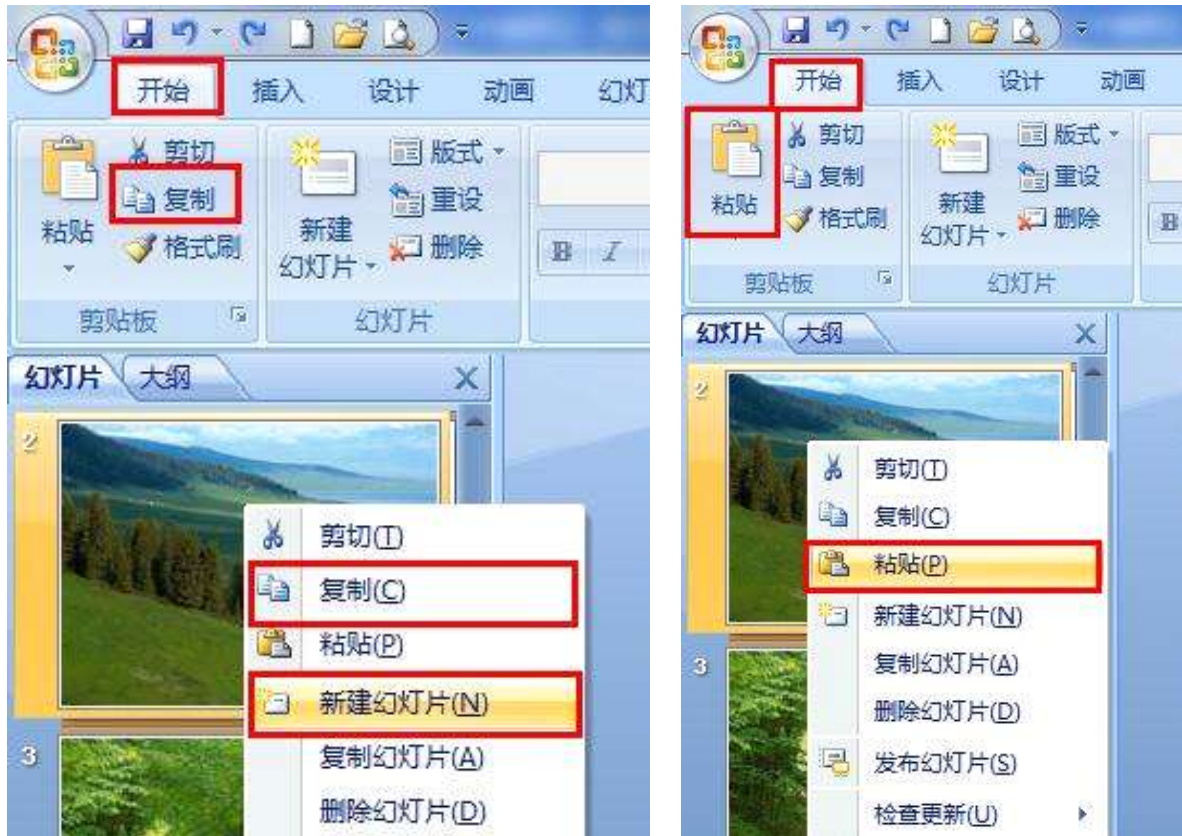 开始 插入 设计 动画 幻灯
剪切
复制
粘贴
格式刷
新建
幻灯片
版式
重设
删除
B I
剪贴板 幻灯片
幻灯片 大纲
2
剪切(T)
复制(C)
粘贴(P)
新建幻灯片(N)
3
复制幻灯片(A)
删除幻灯片(D)
开始 插入 设计 动画
剪切
复制
粘贴
格式刷
新建
幻灯片
版式
重设
删除
B
剪贴板 幻灯片
幻灯片 大纲
2
剪切(T)
复制(C)
粘贴(P)
新建幻灯片(N)
3
复制幻灯片(A)
删除幻灯片(D)
发布幻灯片(S)
检查更新(U)